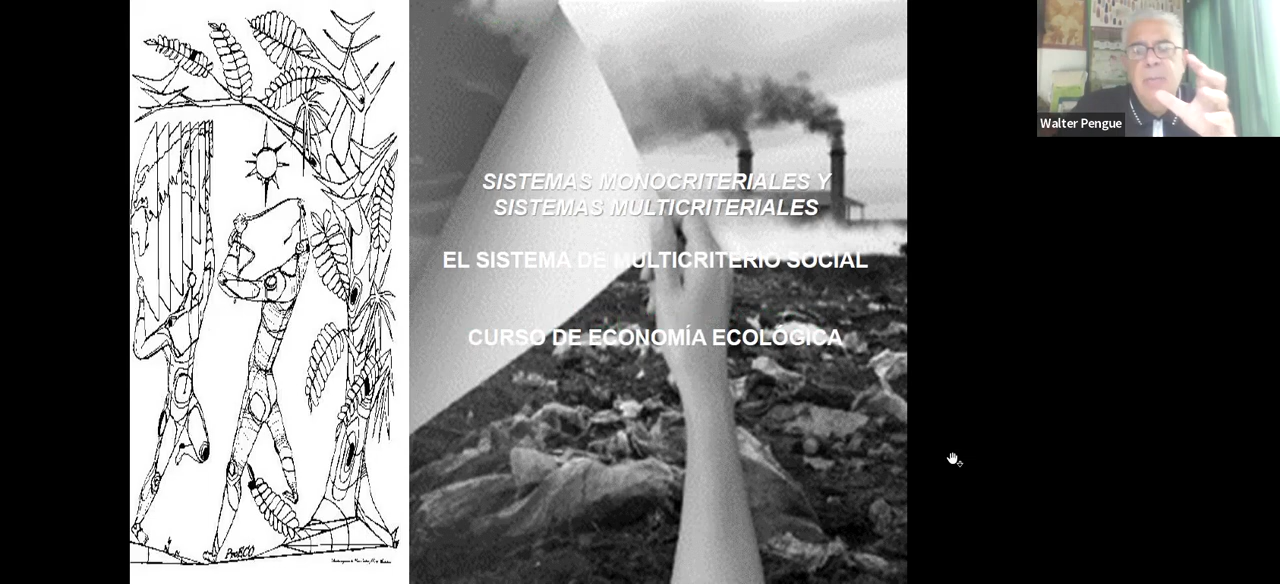 SISTEMAS MONOCRITERIALES Y
SISTEMAS MULTICRITERIALES
EL SISTEMA DE MULTICRITERIO SOCIAL
CURSO DE ECONOMÍA ECOLÓGICA
Walter Pengue
ProECO